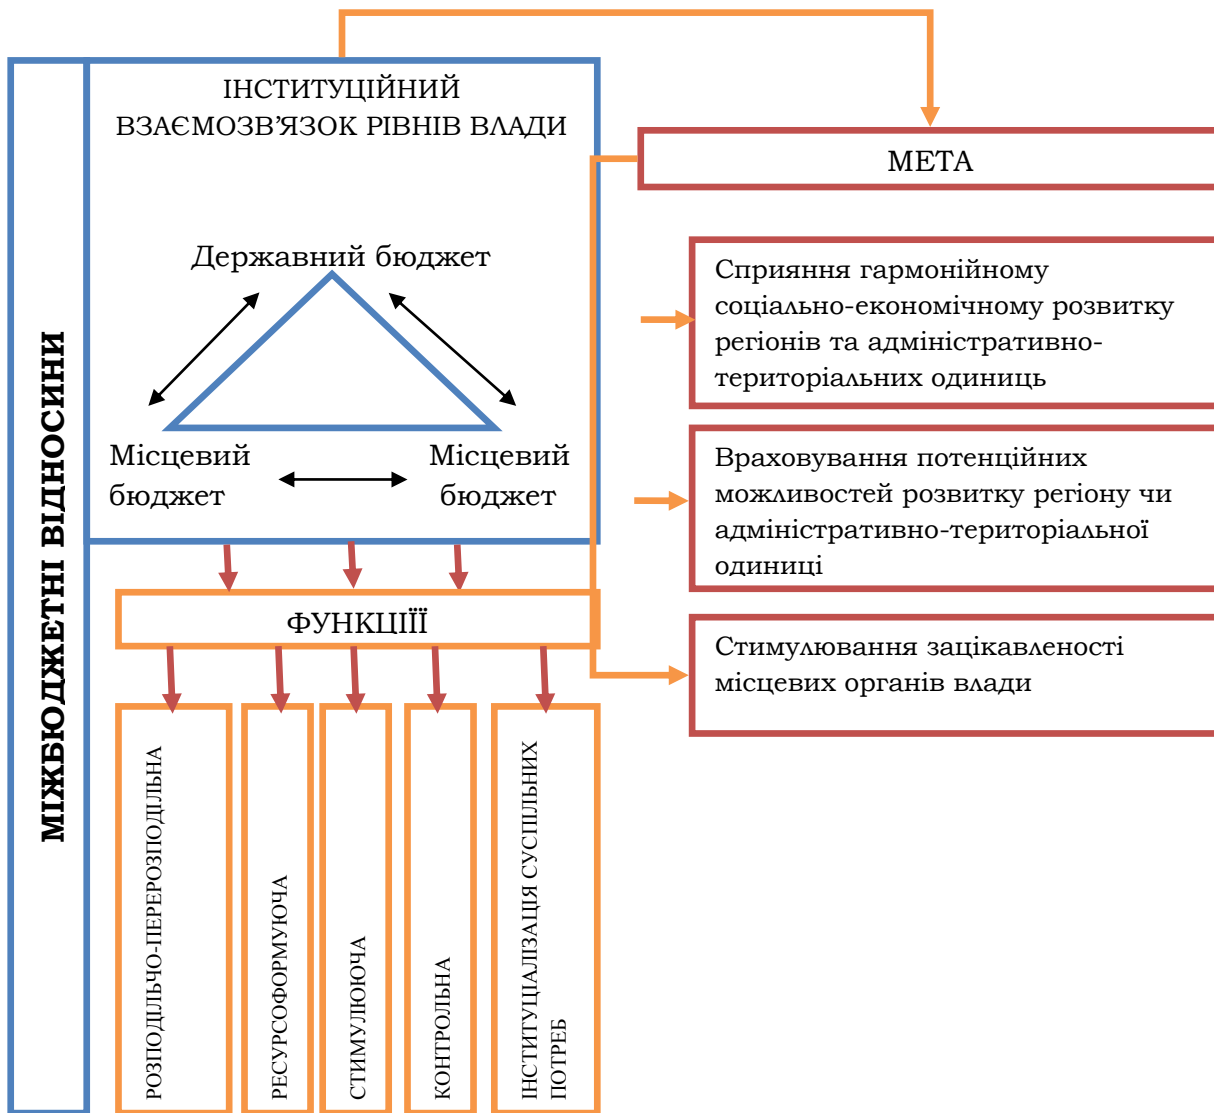 МІЖБЮДЖЕТНІ ВІДНОСИНИ
ІНСТИТУЦІЙНИЙ
ВЗАЄМОЗВ'ЯЗОК РІВНІВ ВЛАДИ
Державний бюджет
Місцевий
бюджет
Місцевий
бюджет
МЕТА
Сприяння гармонійному
соціально-економічному розвитку
регіонів та адміністративно-
територіальних одиниць
Враховування потенційних
можливостей розвитку регіону чи
адміністративно-територіальної
одиниці
Стимулювання зацікавленості
місцевих органів влади
ФУНКЦІЇЇ
РОЗПОДІЛЬЧО-ПЕРЕРОЗПОДІЛЬНА
РЕСУРСОФОРМУЮЧА
СТИМУЛЮЮЧА
КОНТРОЛЬНА
ІНСТИТУЦІАЛІЗАЦІЯ СУСПІЛЬНИХ
ПОТРЕБ